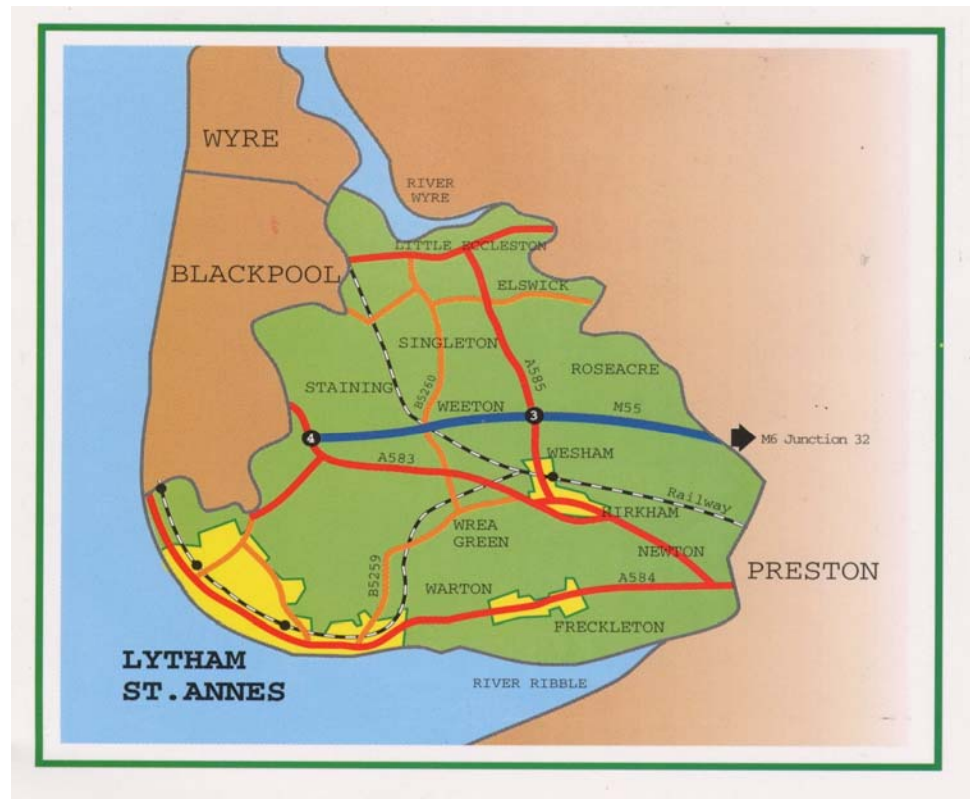 WYRE
RIVER
WYRE
LITTLE ECCLESTON
BLACKPOOL
ELSWICK
SINGLETON
A585
ROSEACRE
STAINING
B5260
WEETON
M55
3
4
M6 Junction 32
A583
WESHAM
Railway
KIRKHAM
WREA
GREEN
NEWTON
B5259
WARTON
A584
PRESTON
FRECKLETON
LYTHAM
ST.ANNES
RIVER RIBBLE